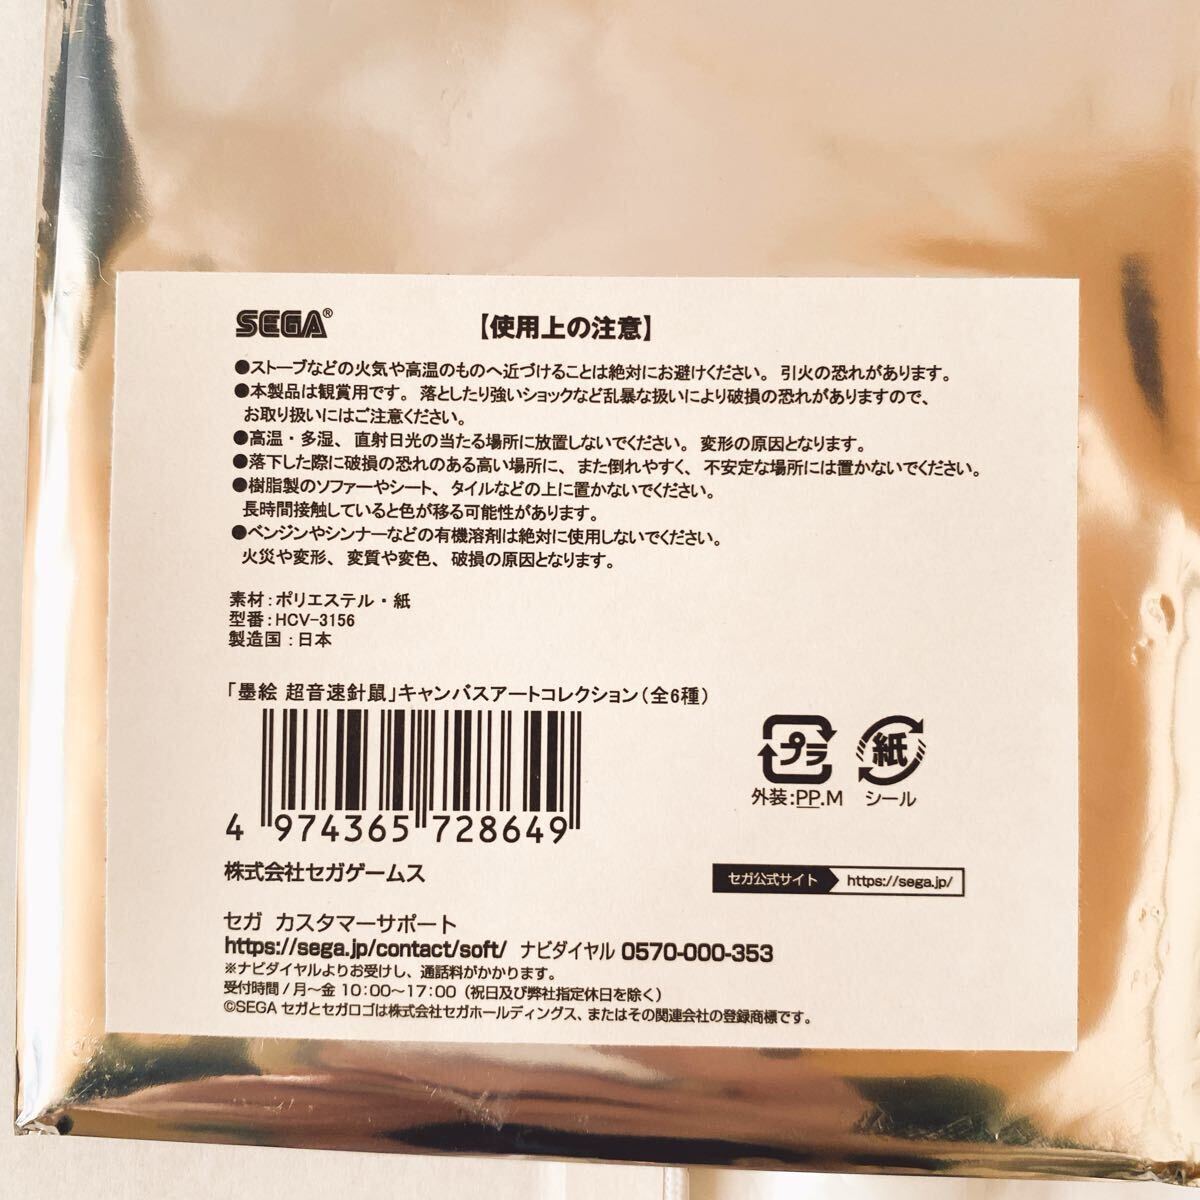 SEGA® 【使用上の注意】
●ストーブなどの火気や高温のものへ近づけることは絶対にお避けください。引火の恐れがあります。
●本製品は観賞用です。落としたり強いショックなど乱暴な扱いにより破損の恐れがありますので、
お取り扱いにはご注意ください。
●高温・多湿、直射日光の当たる場所に放置しないでください。変形の原因となります。
●落下した際に破損の恐れのある高い場所に、また倒れやすく、不安定な場所には置かないでください。
●樹脂製のソファーやシート、タイルなどの上に置かないでください。
長時間接触していると色が移る可能性があります。
●ベンジンやシンナーなどの有機溶剤は絶対に使用しないでください。
火災や変形、変質や変色、破損の原因となります。
素材：ポリエステル・紙
型番：HCV-3156
製造国：日本
「墨絵 超音速針鼠」キャンバスアートコレクション（全6種）
4 974365 728649
プラ 紙
外装：PP.M シール
株式会社セガゲームス
セガ公式サイト https://sega.jp/
セガ カスタマーサポート
https://sega.jp/contact/soft/ ナビダイヤル 0570-000-353
※ナビダイヤルよりお受けし、通話料がかかります。
受付時間/月～金 10：00～17：00（祝日及び弊社指定休日を除く）
©SEGA セガとセガロゴは株式会社セガホールディングス、またはその関連会社の登録商標です。